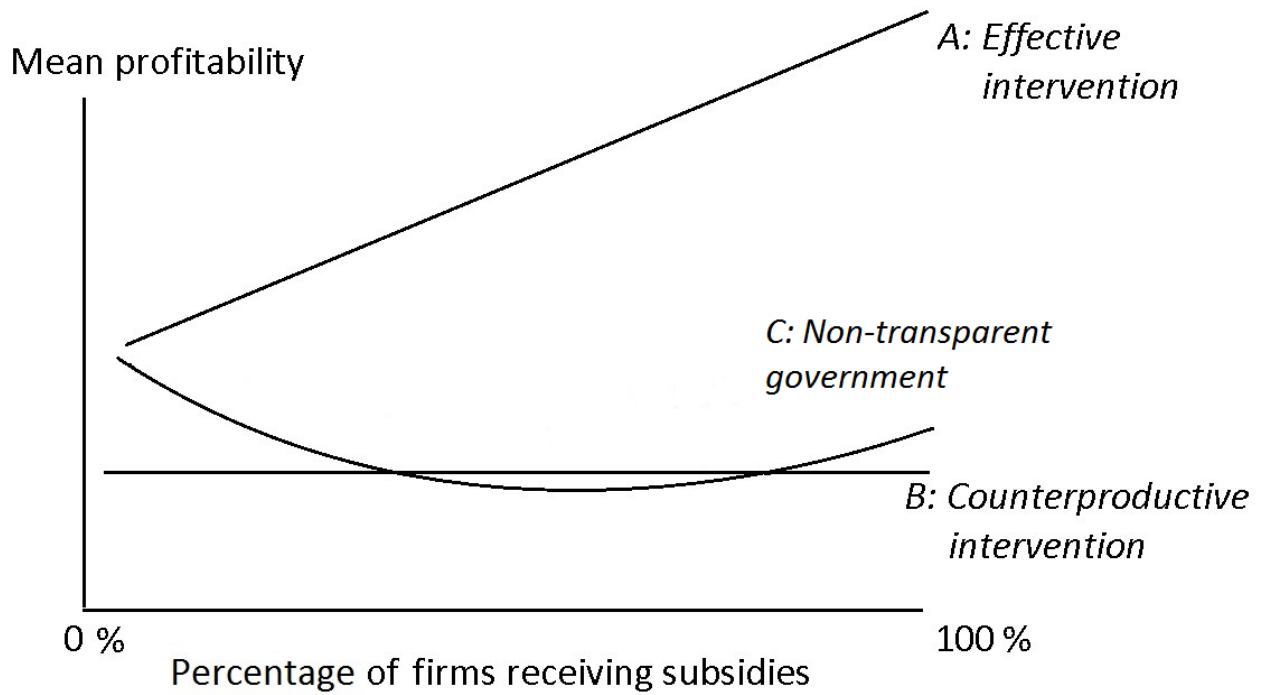 Mean profitability
A: Effective
intervention
C: Non-transparent
government
B: Counterproductive
intervention
0 %
100 %
Percentage of firms receiving subsidies